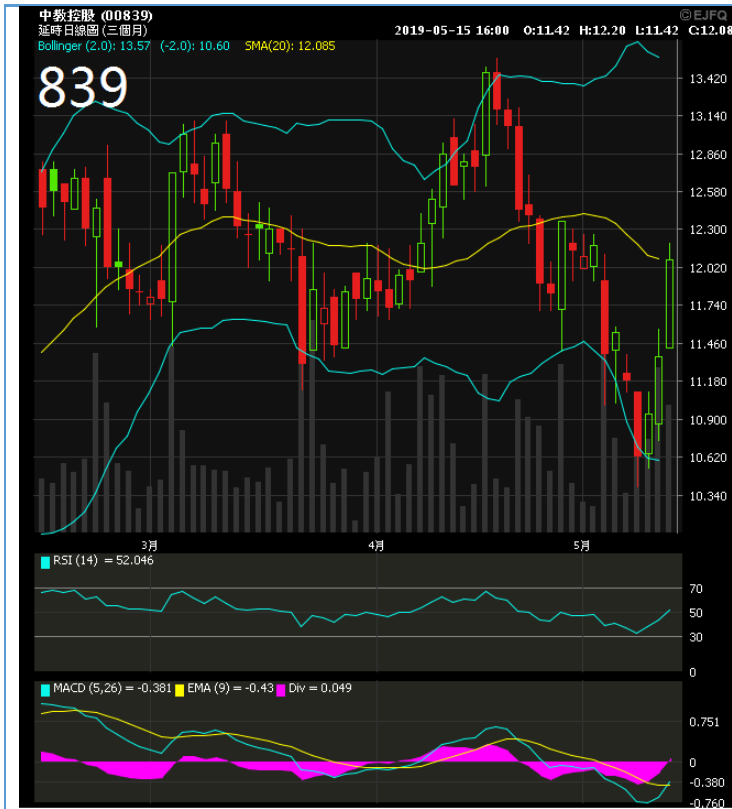 中教控股 (00839)
©EJFQ
延時日線圖 (三個月)
2019-05-15 16:00 O:11.42 H:12.20 L:11.42 C:12.08
Bollinger (2.0): 13.57 (-2.0): 10.60 SMA(20): 12.085
839
13.420
13.140
12.860
12.580
12.300
12.020
11.740
11.460
11.180
10.900
10.620
10.340
3月 4月 5月
RSI (14) = 52.046
70
50
30
0
MACD (5,26) = -0.381 EMA (9) = -0.43 Div = 0.049
0.751
0
-0.380
-0.760